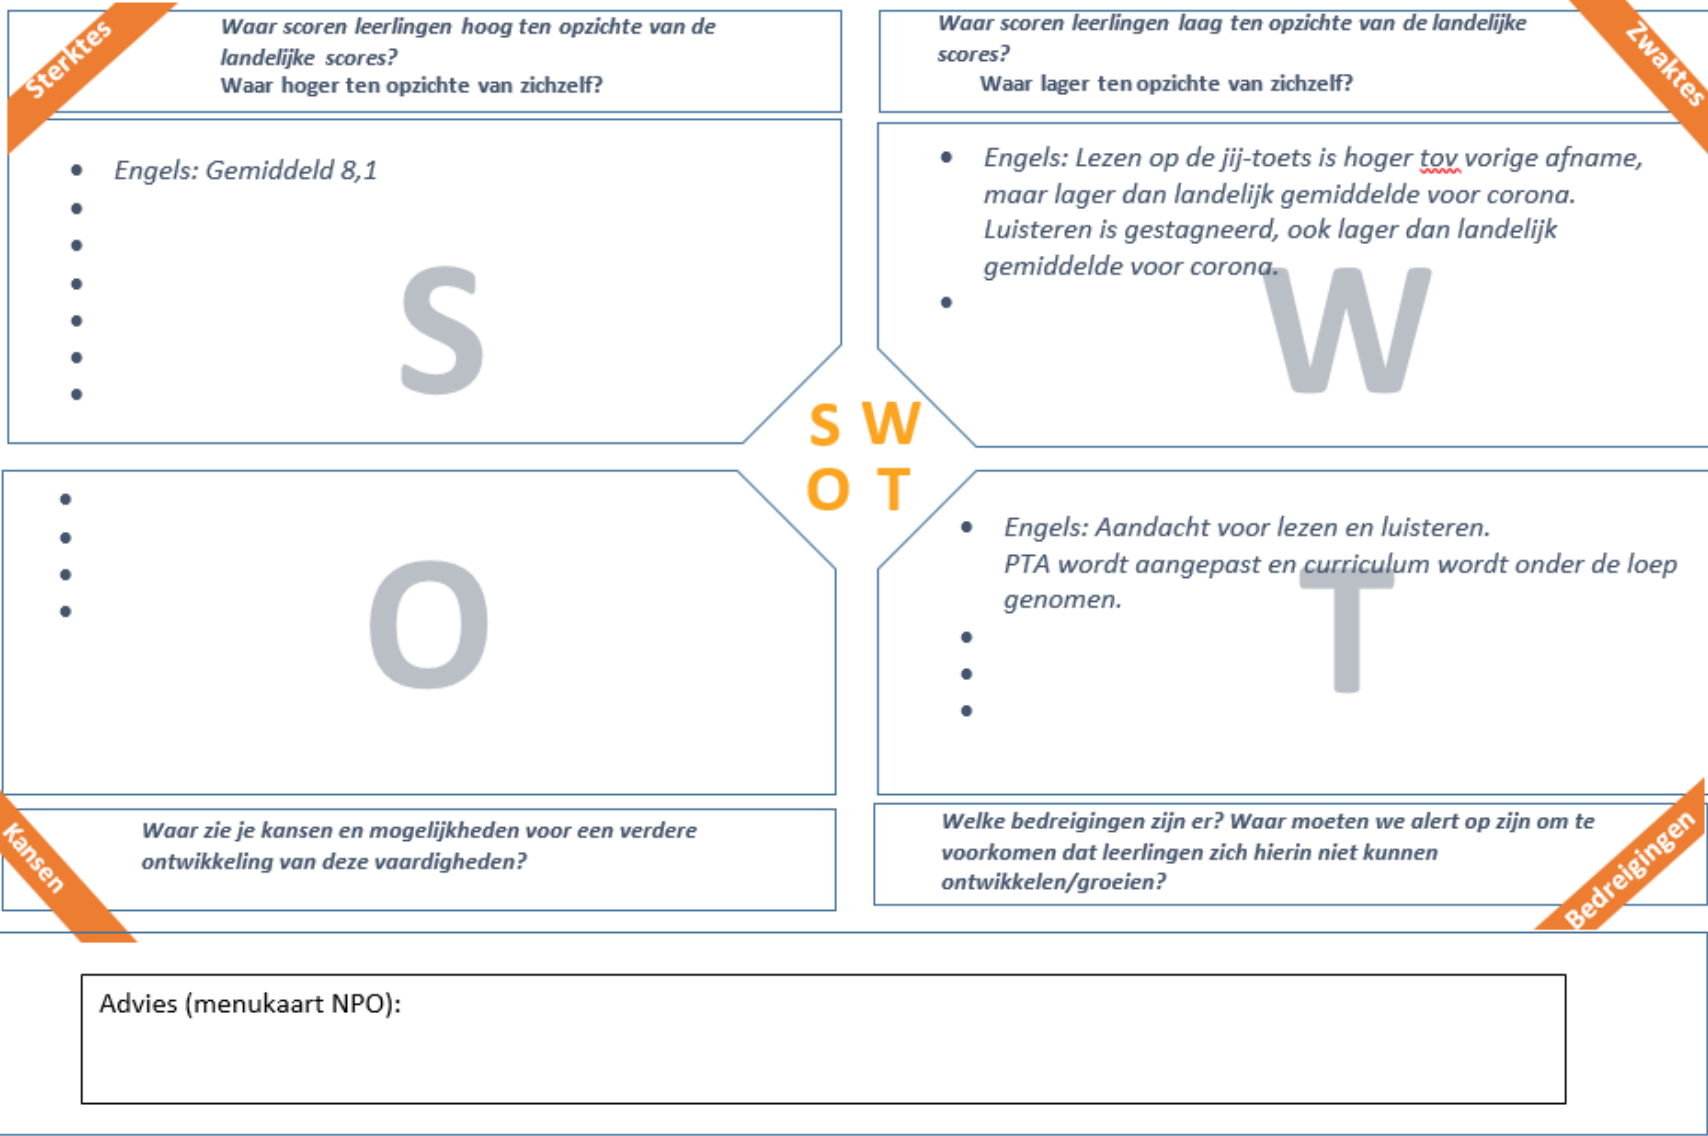 Sterktes
Waar scoren leerlingen hoog ten opzichte van de
landelijke scores?
Waar hoger ten opzichte van zichzelf?
Waar scoren leerlingen laag ten opzichte van de landelijke
scores?
Waar lager ten opzichte van zichzelf?
Zwaktes
• Engels: Gemiddeld 8,1
•
•
•
•
•
•
S
• Engels: Lezen op de jij-toets is hoger tov vorige afname,
maar lager dan landelijk gemiddelde voor corona.
Luisteren is gestagneerd, ook lager dan landelijk
gemiddelde voor corona.
•
W
S W
O T
•
•
•
•
O
• Engels: Aandacht voor lezen en luisteren.
PTA wordt aangepast en curriculum wordt onder de loep
genomen.
•
•
•
T
Kansen
Waar zie je kansen en mogelijkheden voor een verdere
ontwikkeling van deze vaardigheden?
Welke bedreigingen zijn er? Waar moeten we alert op zijn om te
voorkomen dat leerlingen zich hierin niet kunnen
ontwikkelen/groeien?
Bedreigingen
Advies (menukaart NPO):